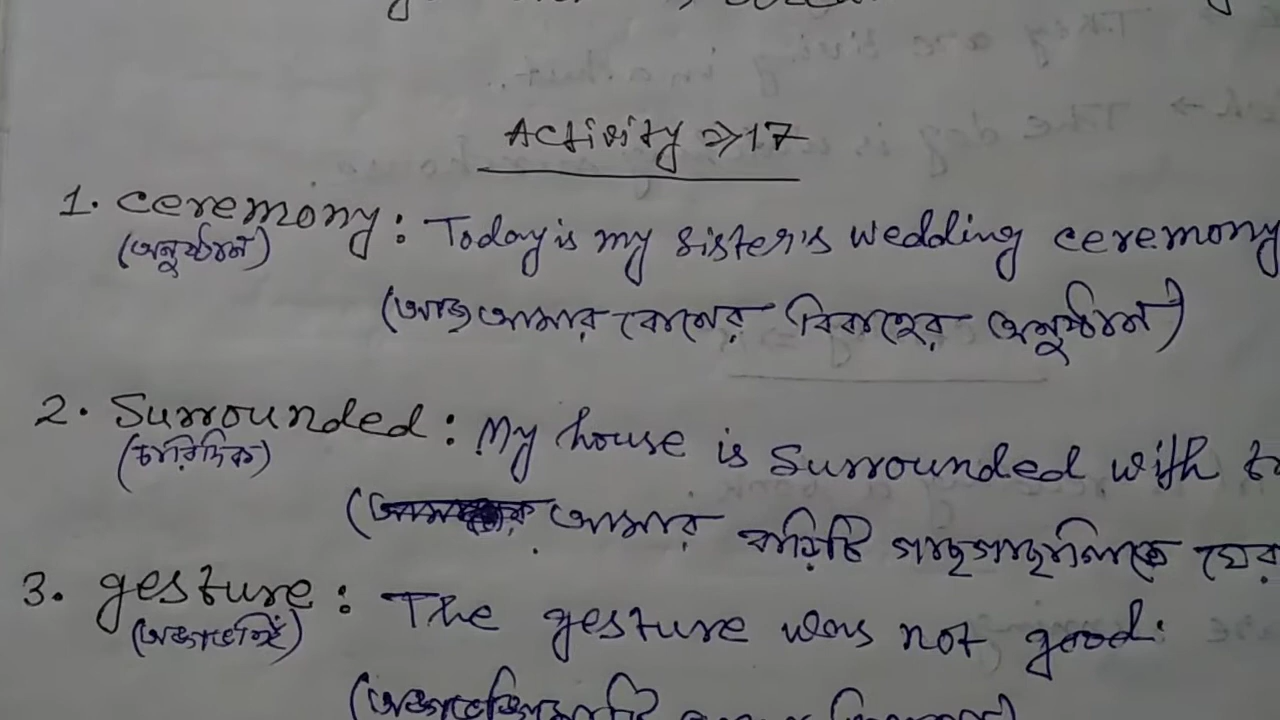 Activity ⇒ 17
1. ceremony: Today is my sister's wedding ceremony
(অনুষ্ঠান)
(আজ আমার বোনের বিবাহের অনুষ্ঠান)
2. Surrounded: My house is surrounded with
(চারিদিক)
(আমার বাড়িটি গাছগাছালিতে ঘের
3. gesture: The gesture was not good.
(অঙ্গভঙ্গি)